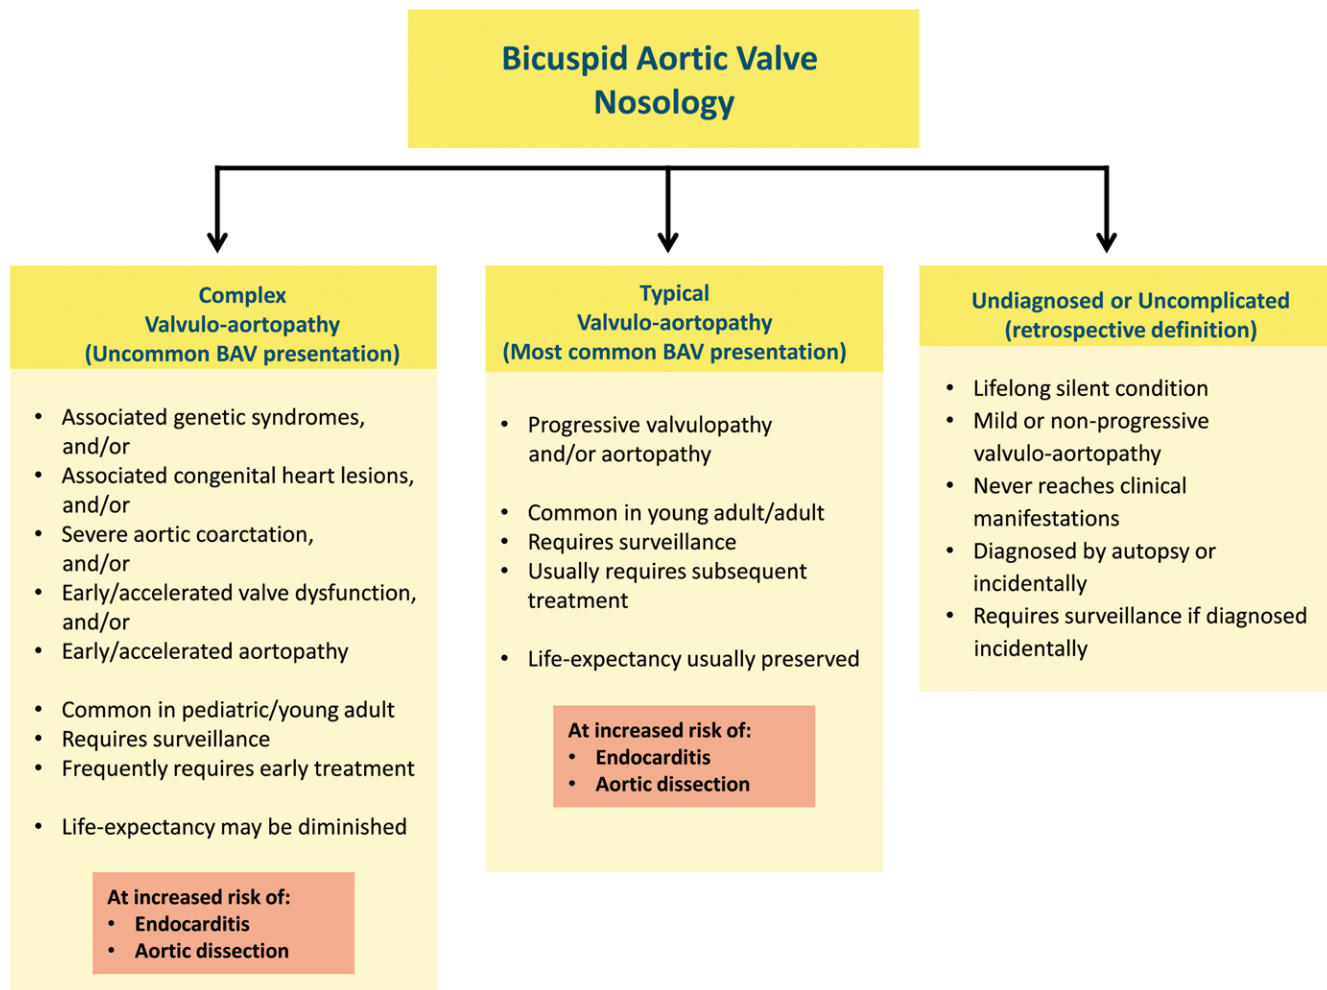 Bicuspid Aortic Valve
Nosology
Complex
Valvulo-aortopathy
(Uncommon BAV presentation)
• Associated genetic syndromes,
and/or
• Associated congenital heart lesions,
and/or
• Severe aortic coarctation,
and/or
• Early/accelerated valve dysfunction,
and/or
• Early/accelerated aortopathy
• Common in pediatric/young adult
• Requires surveillance
• Frequently requires early treatment
• Life-expectancy may be diminished
At increased risk of:
• Endocarditis
• Aortic dissection
Typical
Valvulo-aortopathy
(Most common BAV presentation)
• Progressive valvulopathy
and/or aortopathy
• Common in young adult/adult
• Requires surveillance
• Usually requires subsequent
treatment
• Life-expectancy usually preserved
At increased risk of:
• Endocarditis
• Aortic dissection
Undiagnosed or Uncomplicated
(retrospective definition)
• Lifelong silent condition
• Mild or non-progressive
valvulo-aortopathy
• Never reaches clinical
manifestations
• Diagnosed by autopsy or
incidentally
• Requires surveillance if diagnosed
incidentally